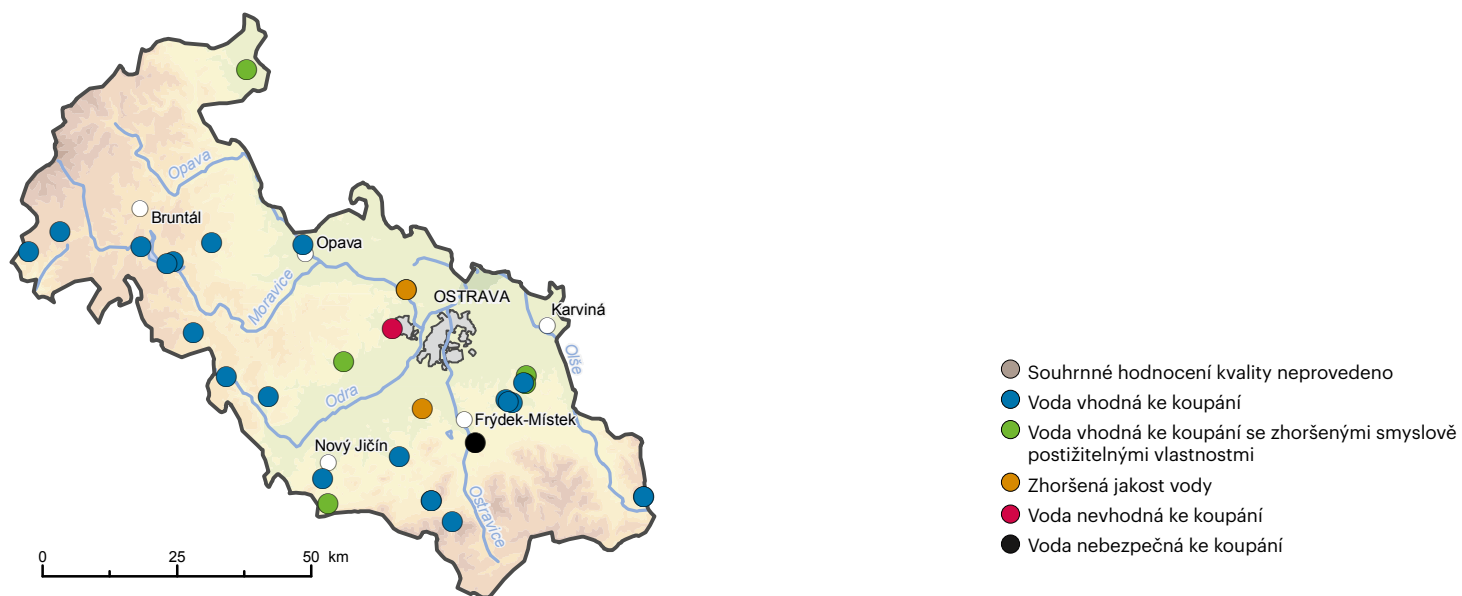 Opava
Bruntál
Opava
Moravice
OSTRAVA
Karviná
Olše
Odra
Frýdek-Místek
Nový Jičín
Ostravice
0 25 50 km
Souhrnné hodnocení kvality neprovedeno
Voda vhodná ke koupání
Voda vhodná ke koupání se zhoršenými smyslově
postižitelnými vlastnostmi
Zhoršená jakost vody
Voda nevhodná ke koupání
Voda nebezpečná ke koupání